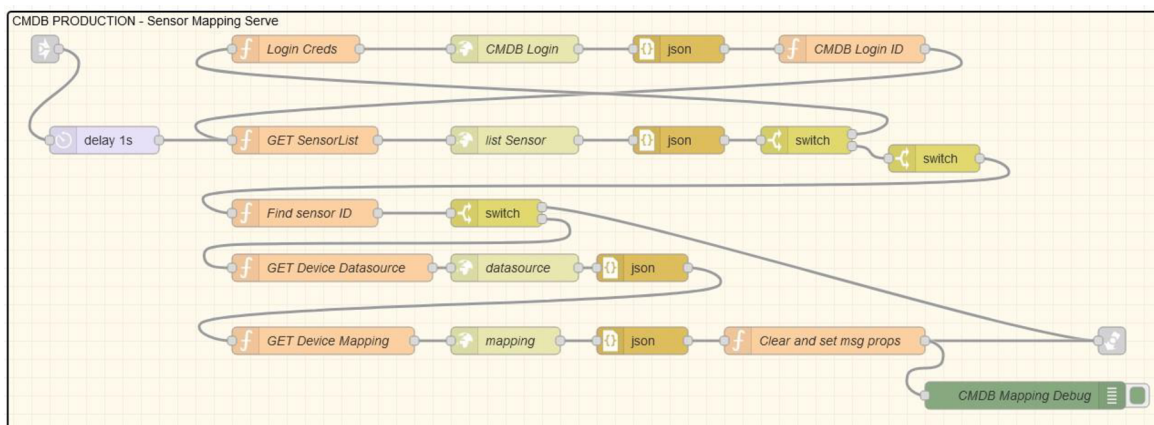 CMDB PRODUCTION - Sensor Mapping Serve
Login Creds
CMDB Login
json
CMDB Login ID
delay 1s
GET SensorList
list Sensor
json
switch
switch
Find sensor ID
switch
GET Device Datasource
datasource
json
GET Device Mapping
mapping
json
Clear and set msg props
CMDB Mapping Debug